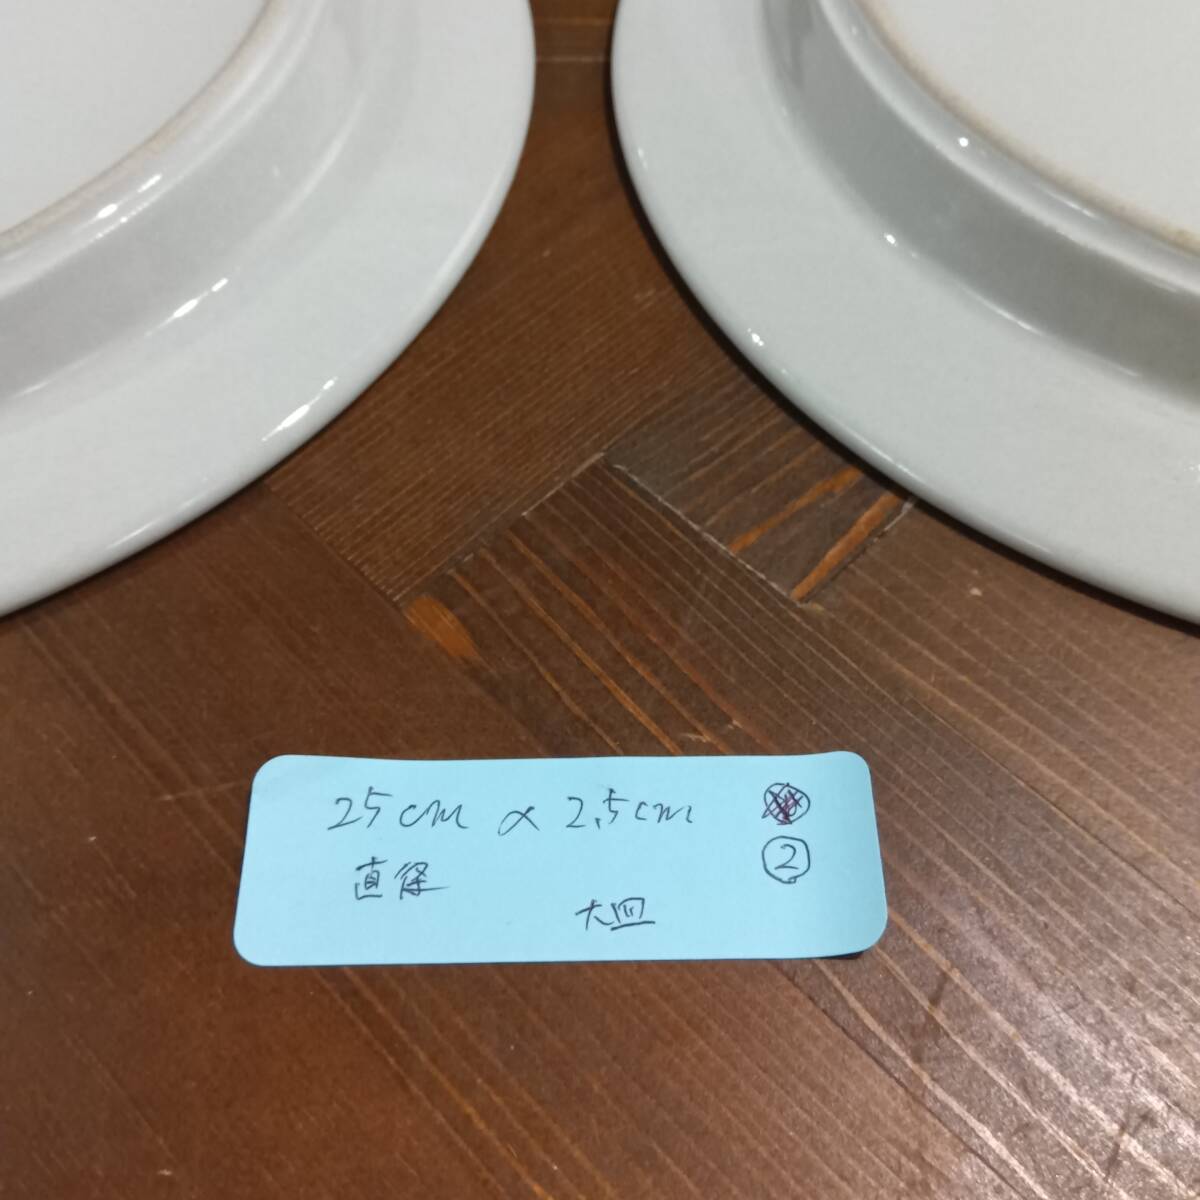 25cm × 2.5cm
②
直径
大皿